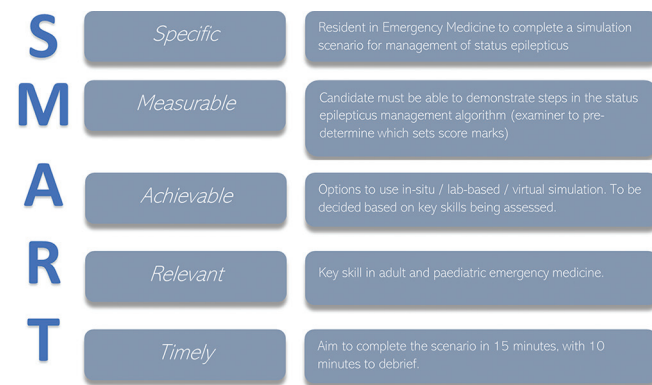 S
Specific
Resident in Emergency Medicine to complete a simulation
scenario for management of status epilepticus
M
Measurable
Candidate must be able to demonstrate steps in the status
epilepticus management algorithm (examiner to pre-
determine which sets score marks)
A
Achievable
Options to use in-situ / lab-based / virtual simulation. To be
decided based on key skills being assessed.
R
Relevant
Key skill in adult and paediatric emergency medicine.
T
Timely
Aim to complete the scenario in 15 minutes, with 10
minutes to debrief.